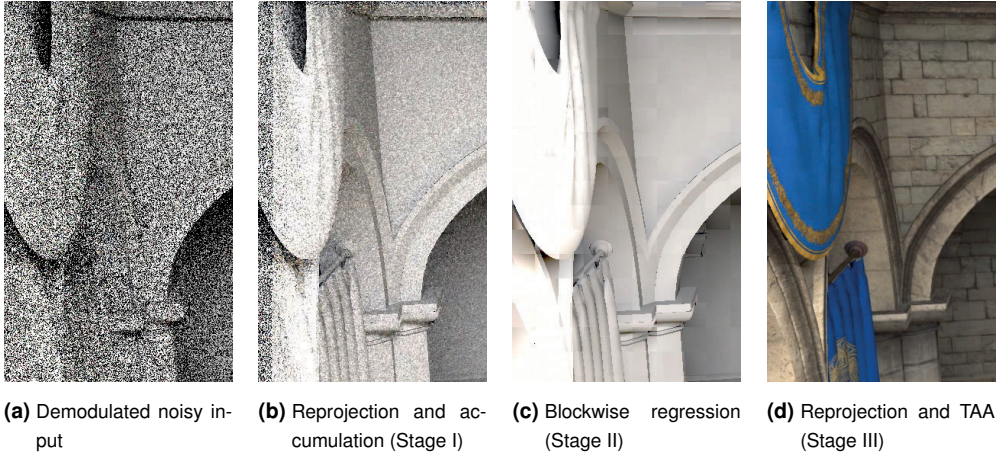 (a) Demodulated noisy in-
put
(b) Reprojection and ac-
cumulation (Stage I)
(c) Blockwise regression
(Stage II)
(d) Reprojection and TAA
(Stage III)